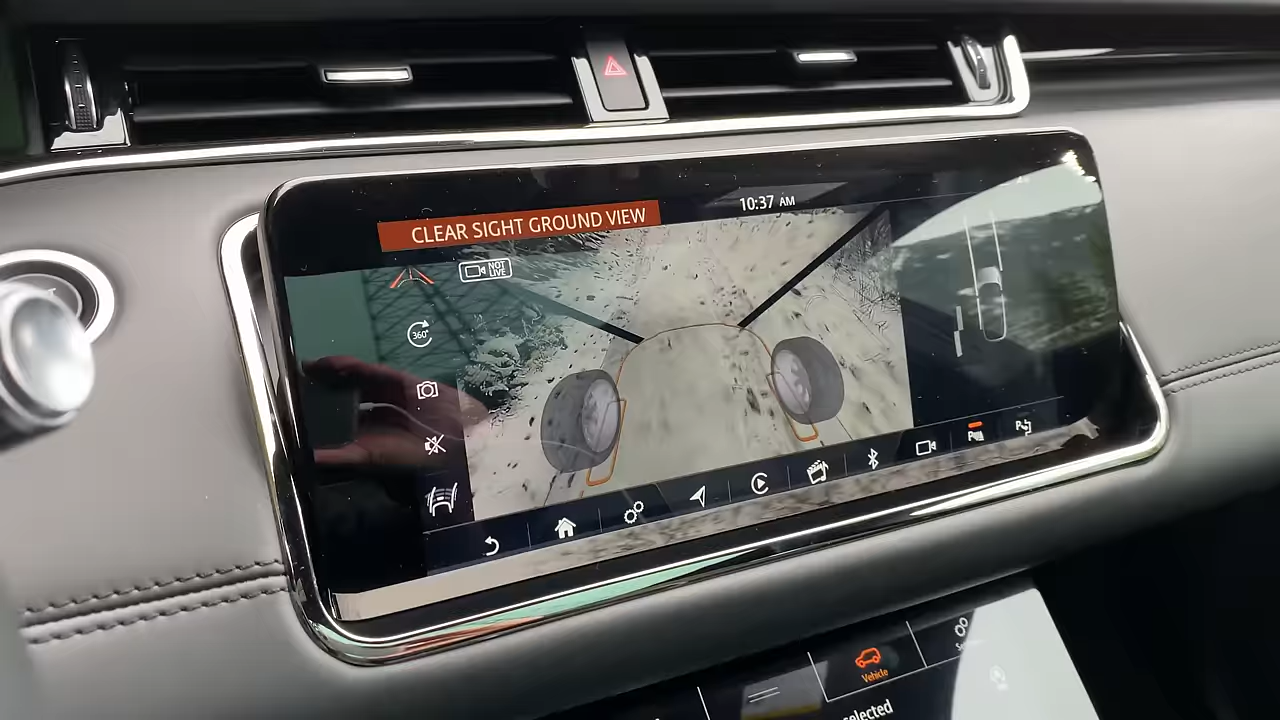 CLEAR SIGHT GROUND VIEW
10:37 AM
NOT
LIVE
360°
Vehicle
selected